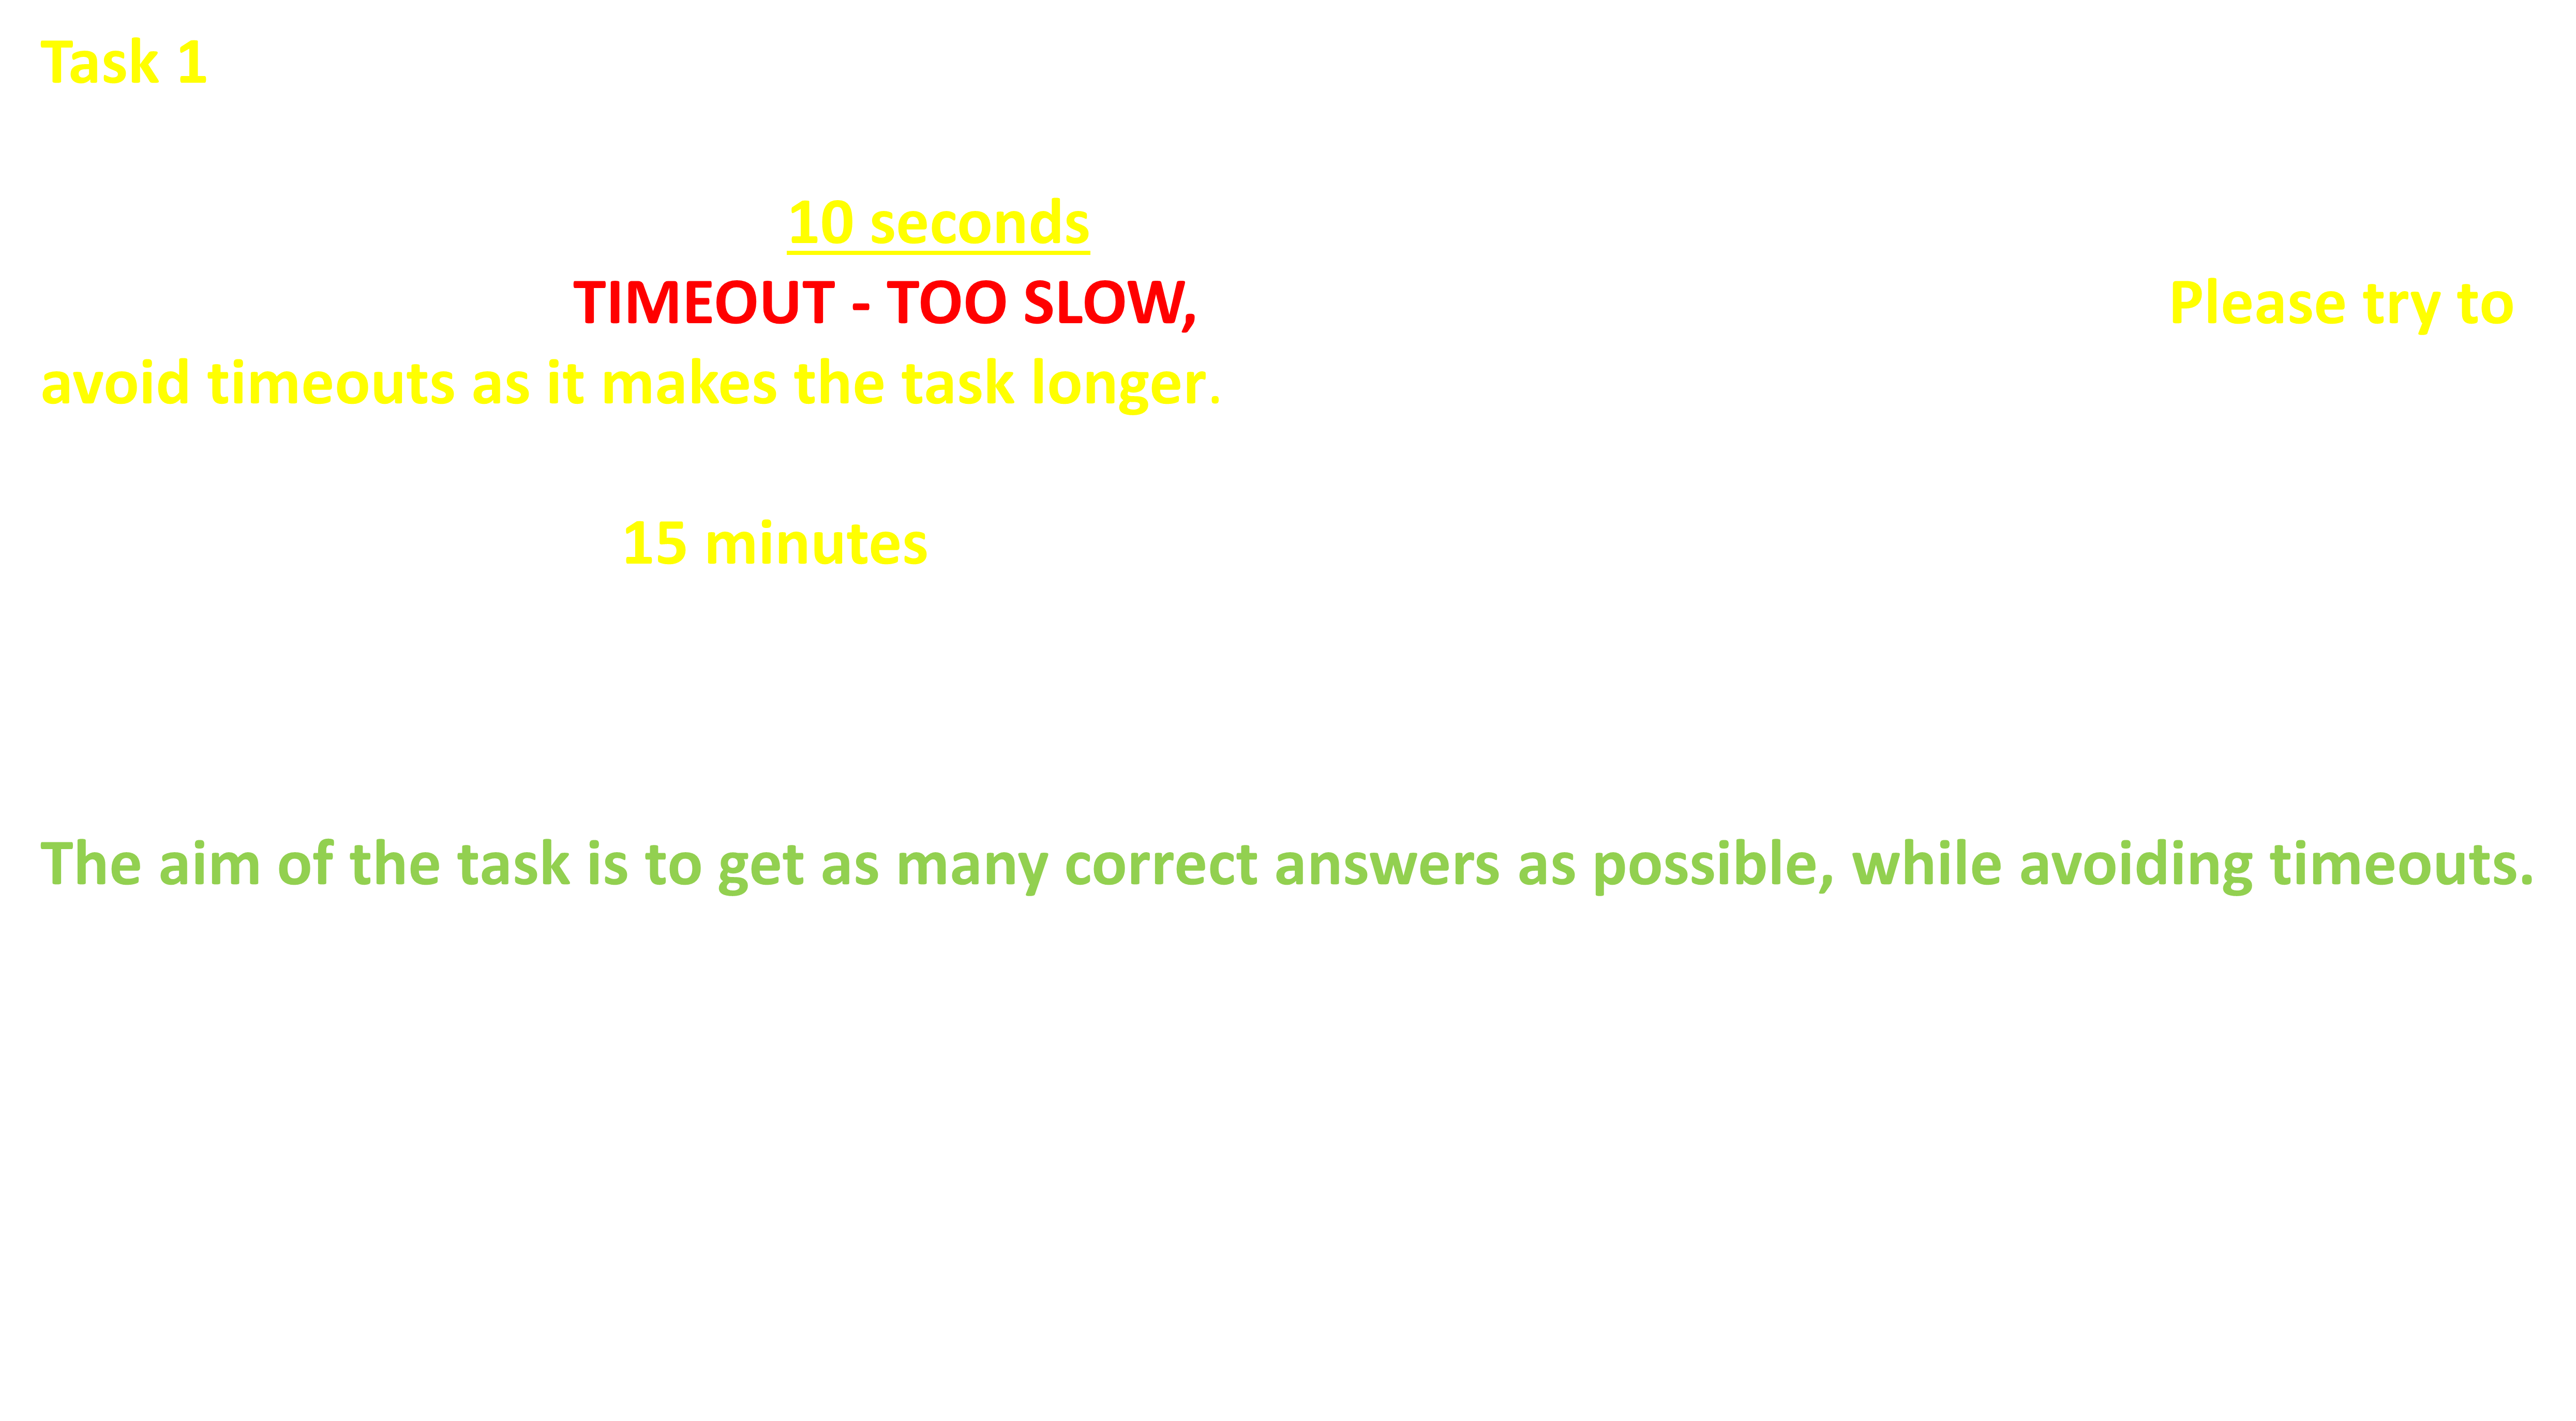 Task 1
10 seconds
TIMEOUT - TOO SLOW, Please try to
avoid timeouts as it makes the task longer.
15 minutes
The aim of the task is to get as many correct answers as possible, while avoiding timeouts.